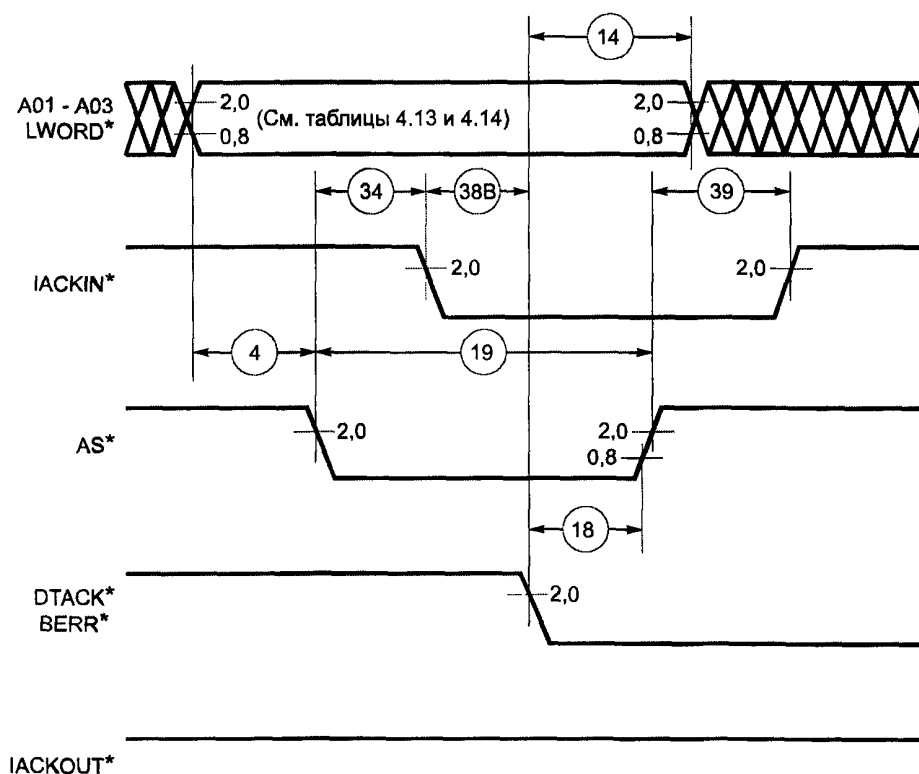 14
A01 - A03
LWORD*
2,0
0,8
(См. таблицы 4.13 и 4.14)
2,0
0,8
34
38B
39
IACKIN*
2,0
2,0
4
19
AS*
2,0
2,0
0,8
18
DTACK*
BERR*
2,0
IACKOUT*